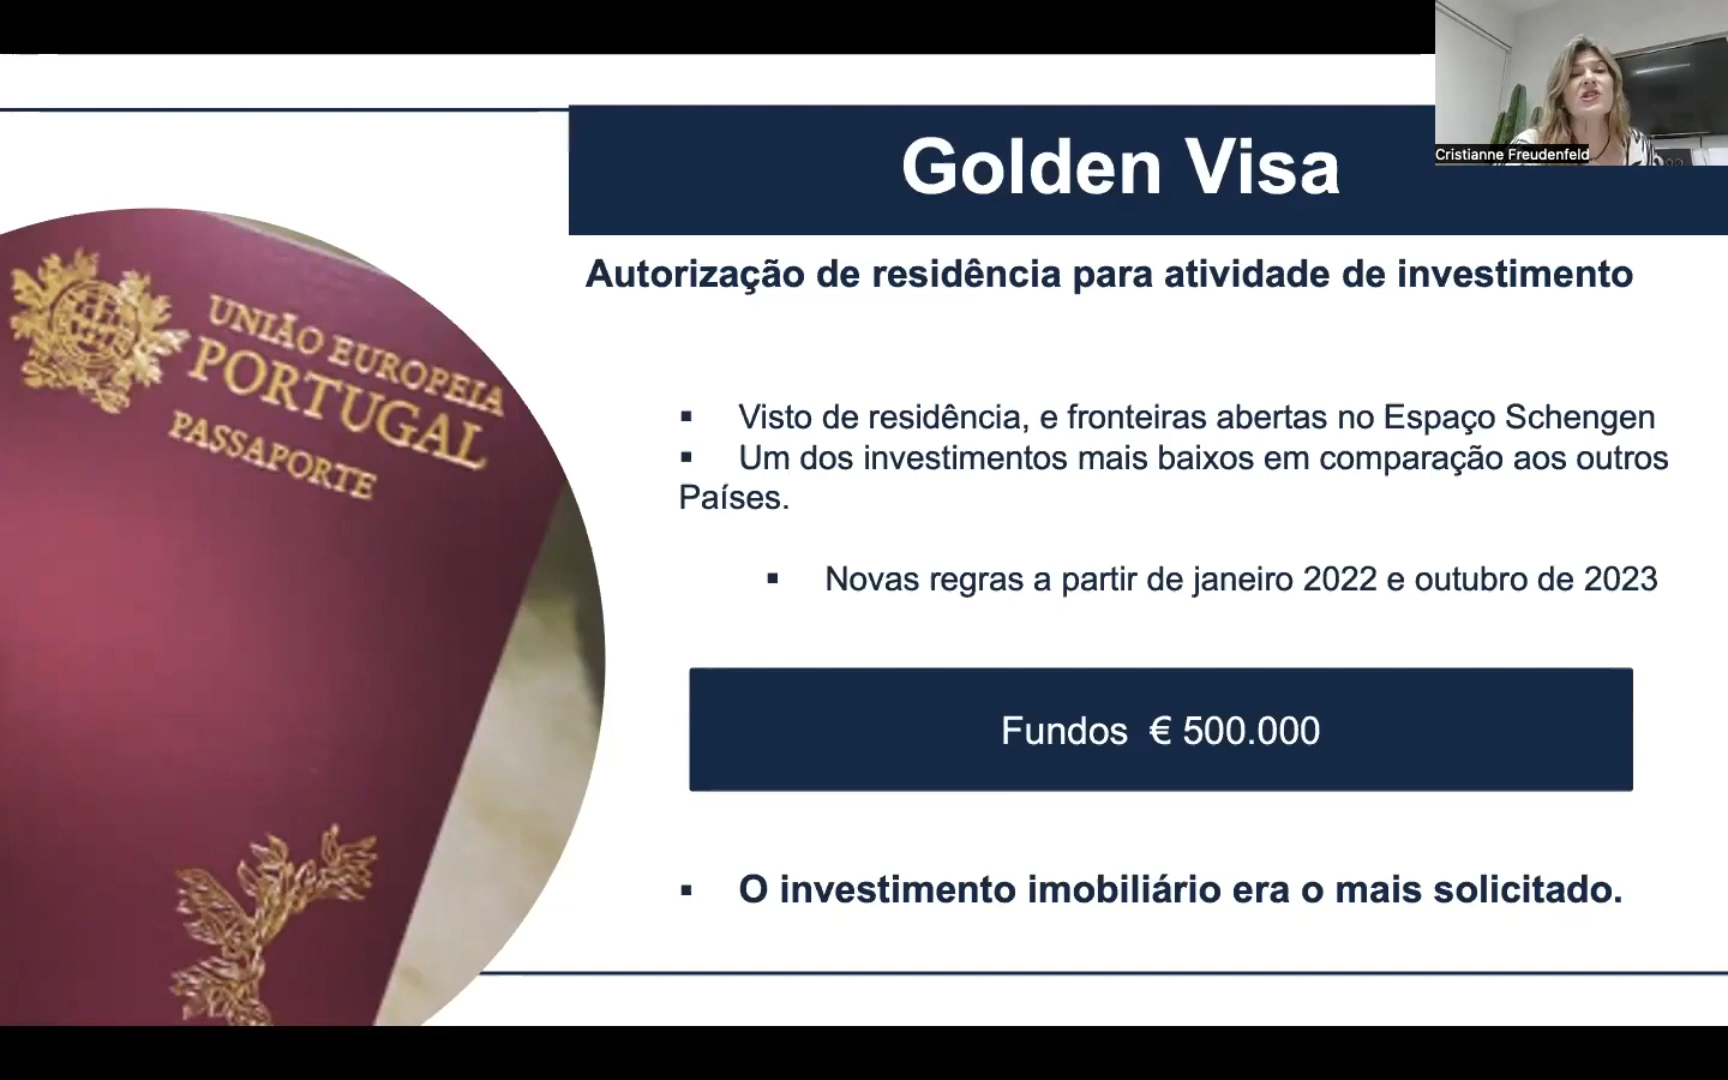 Golden Visa
Cristianne Freudenfeld
Autorização de residência para atividade de investimento
UNIÃO EUROPEIA
PORTUGAL
PASSAPORTE
▪ Visto de residência, e fronteiras abertas no Espaço Schengen
▪ Um dos investimentos mais baixos em comparação aos outros
Países.
▪ Novas regras a partir de janeiro 2022 e outubro de 2023
Fundos € 500.000
▪ O investimento imobiliário era o mais solicitado.